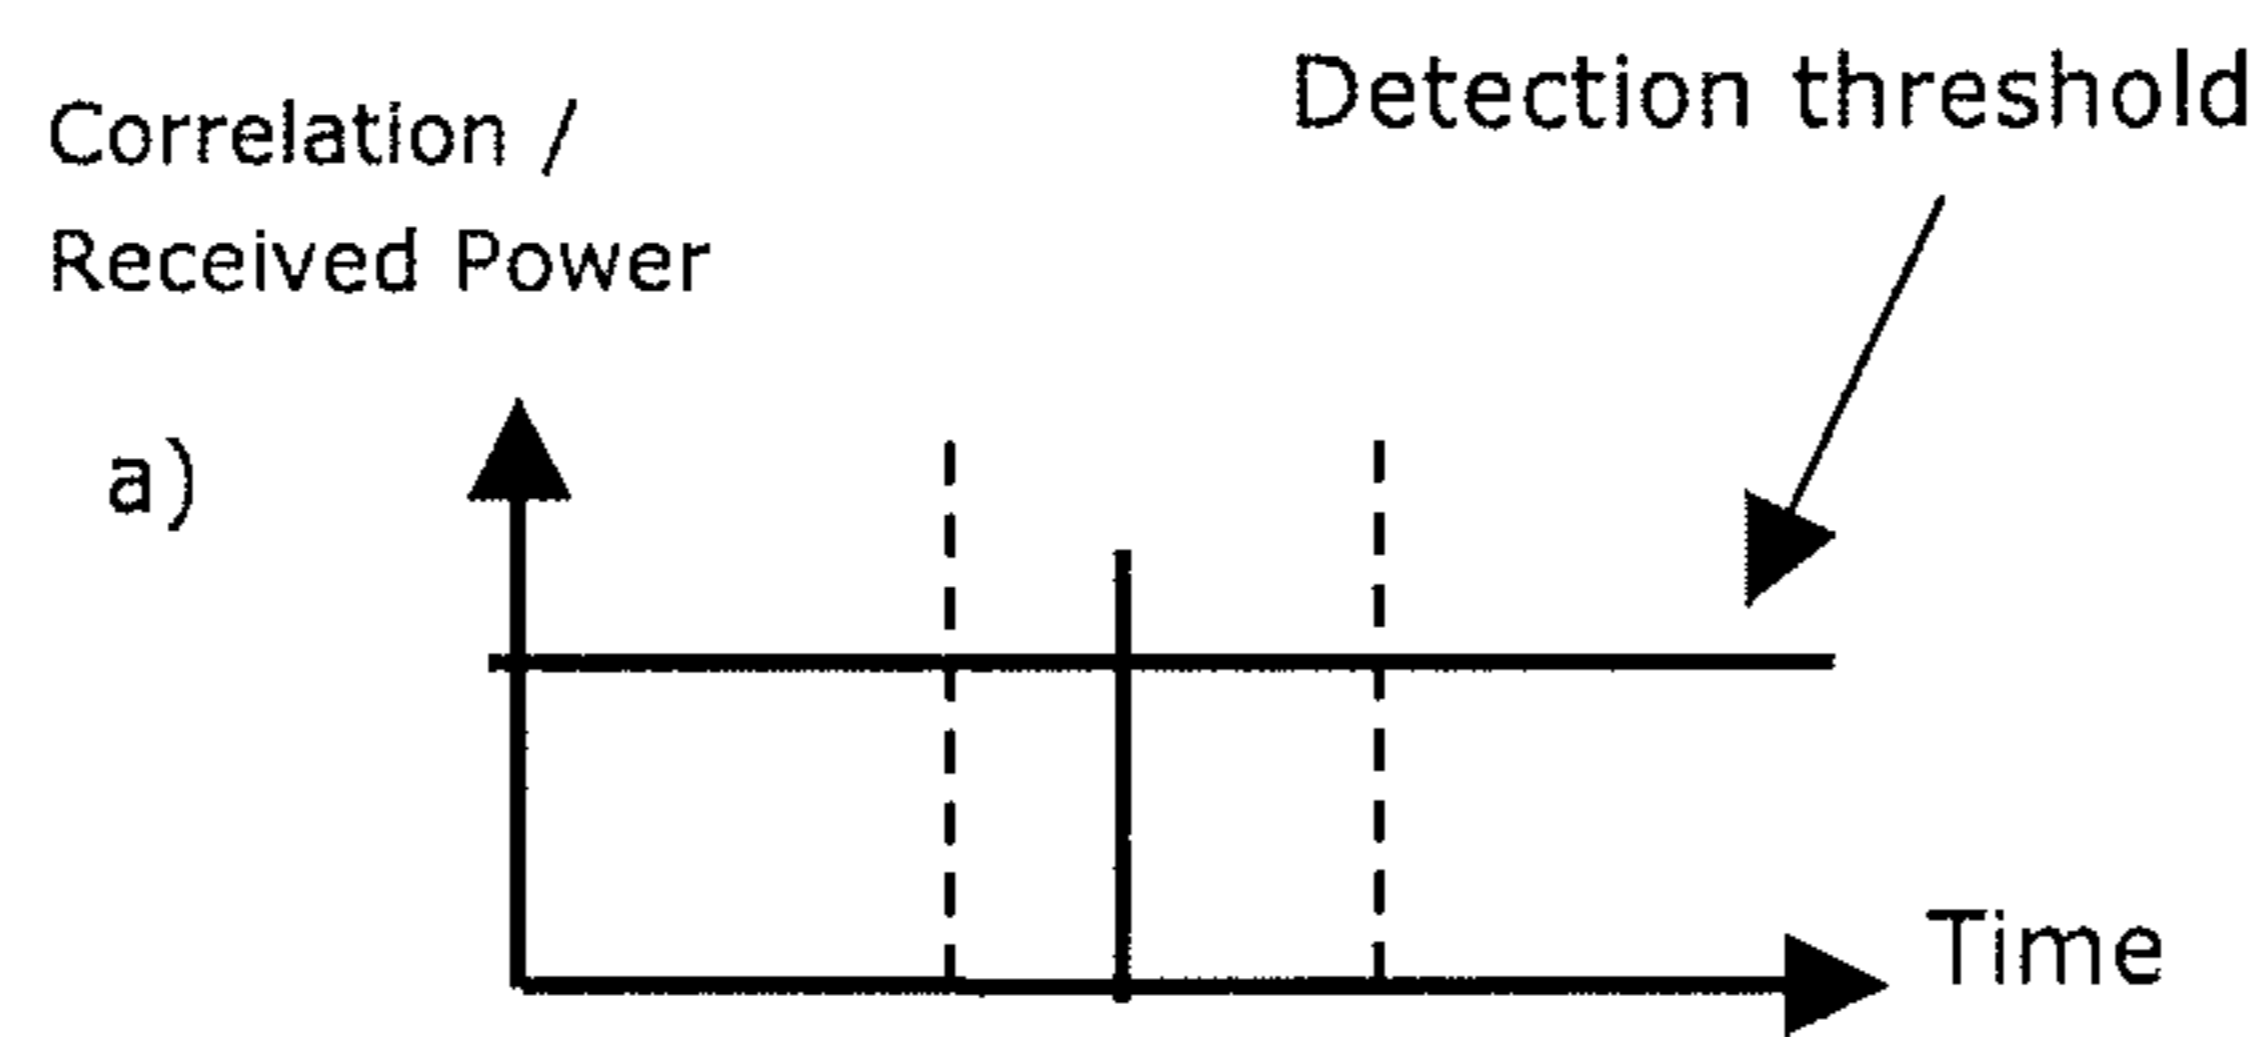 Detection threshold
Correlation /
Received Power
a)
Time